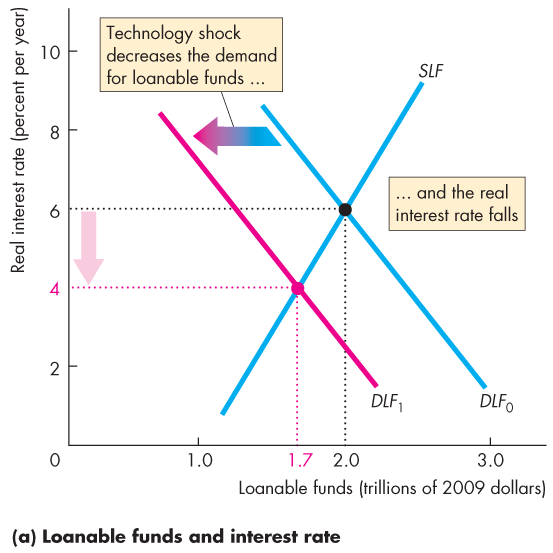 Real interest rate (percent per year)
10
8
6
4
2
0
Technology shock
decreases the demand
for loanable funds ...
SLF
... and the real
interest rate falls
DLF₁
DLF₀
1.0
1.7
2.0
3.0
Loanable funds (trillions of 2009 dollars)
(a) Loanable funds and interest rate